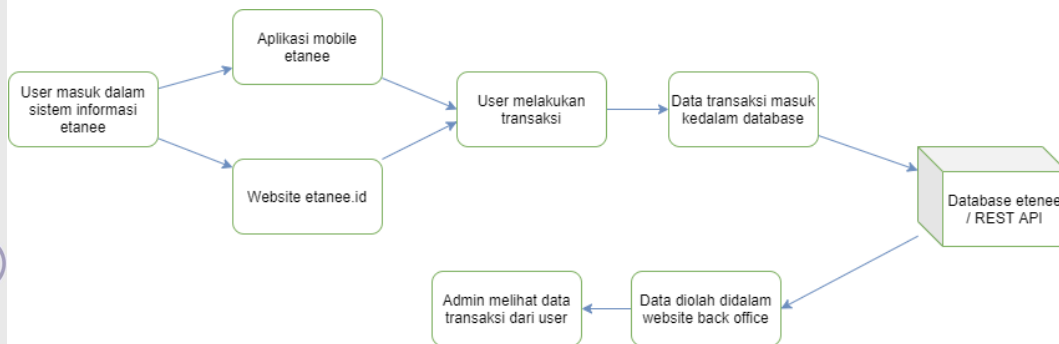 Aplikasi mobile
etanee
User masuk dalam
sistem informasi
etanee
Website etanee.id
User melakukan
transaksi
Data transaksi masuk
kedalam database
Database etenee
/ REST API
Data diolah didalam
website back office
Admin melihat data
transaksi dari user